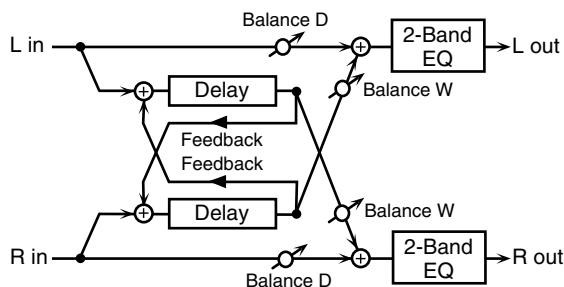 Balance D
L in
2-Band
EQ
L out
Delay
Balance W
Feedback
Feedback
Delay
Balance W
R in
2-Band
EQ
R out
Balance D